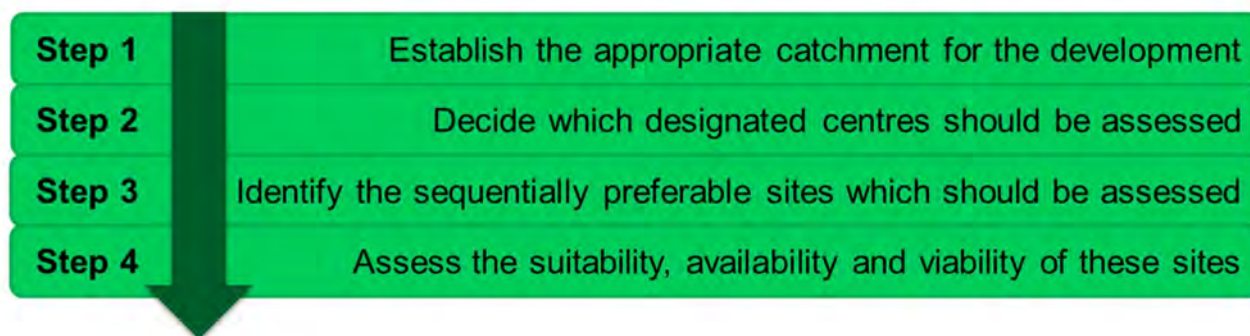 Step 1 Establish the appropriate catchment for the development
Step 2 Decide which designated centres should be assessed
Step 3 Identify the sequentially preferable sites which should be assessed
Step 4 Assess the suitability, availability and viability of these sites